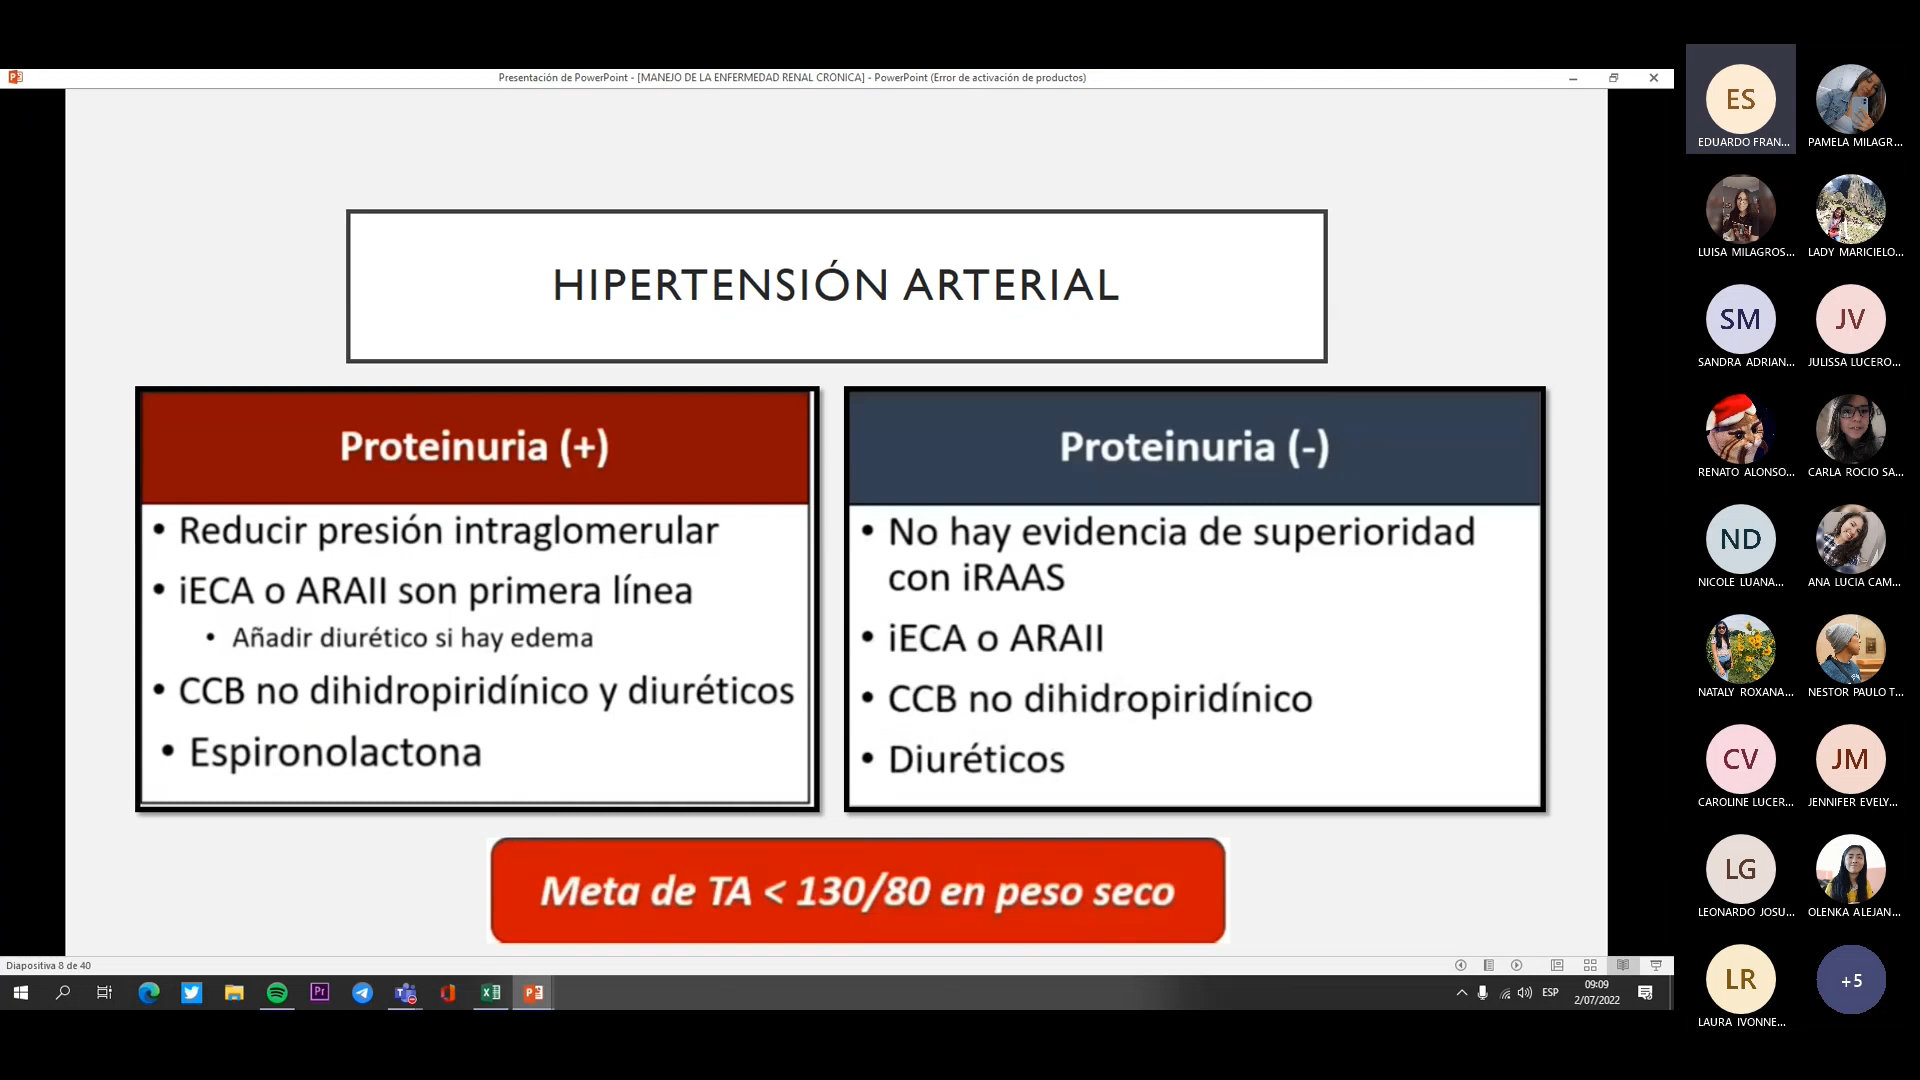 Presentación de PowerPoint - [MANEJO DE LA ENFERMEDAD RENAL CRONICA] - PowerPoint (Error de activación de productos)
HIPERTENSIÓN ARTERIAL
Proteinuria (+)
• Reducir presión intraglomerular
• iECA o ARAII son primera línea
• Añadir diurético si hay edema
• CCB no dihidropiridínico y diuréticos
• Espironolactona
Proteinuria (-)
• No hay evidencia de superioridad
con iRAAS
• iECA o ARAII
• CCB no dihidropiridínico
• Diuréticos
Meta de TA < 130/80 en peso seco
Diapositiva 8 de 40
Pr
ESP
09:09
2/07/2022
ES
EDUARDO FRAN...
PAMELA MILAGR...
LUISA MILAGROS...
LADY MARICIELO...
SM
SANDRA ADRIAN...
JV
JULISSA LUCERO...
RENATO ALONSO...
CARLA ROCIO SA...
ND
NICOLE LUANA...
ANA LUCIA CAM...
NATALY ROXANA...
NESTOR PAULO T...
CV
CAROLINE LUCER...
JM
JENNIFER EVELY...
LG
LEONARDO JOSU...
OLENKA ALEJAN...
LR
LAURA IVONNE...
+5